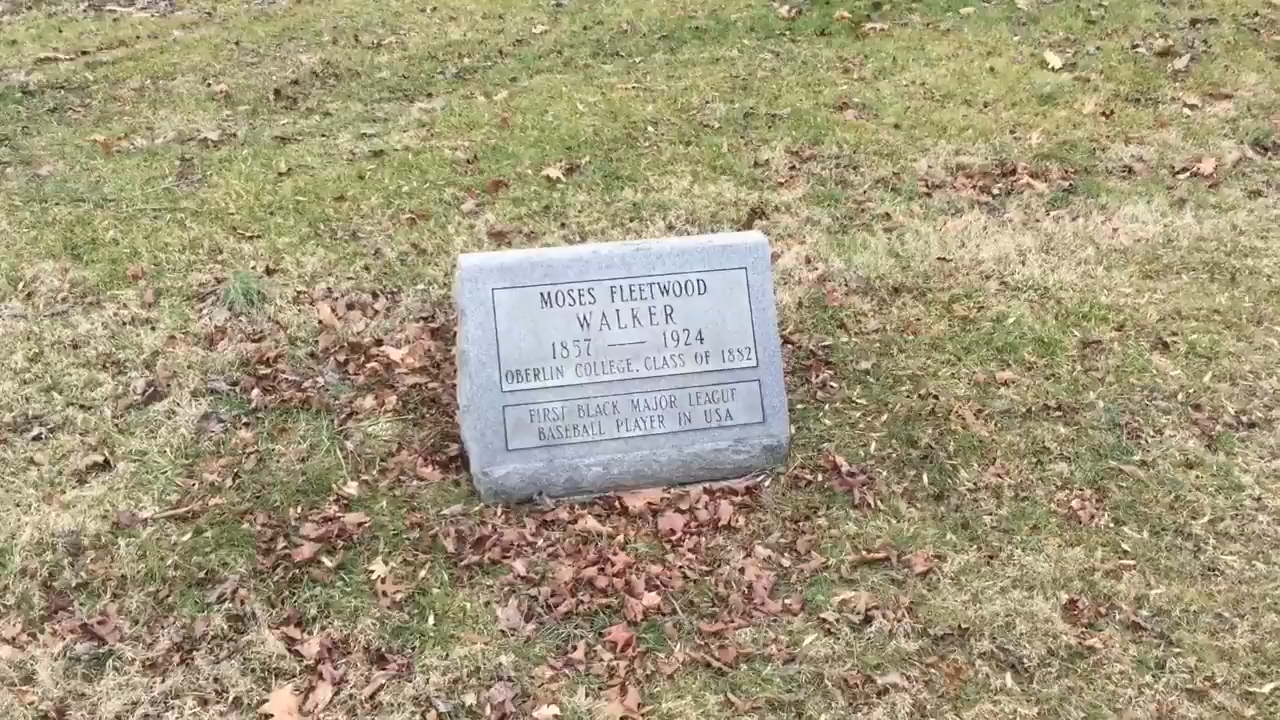 MOSES FLEETWOOD
WALKER
1857 — 1924
OBERLIN COLLEGE, CLASS OF 1882
FIRST BLACK MAJOR LEAGUE
BASEBALL PLAYER IN USA